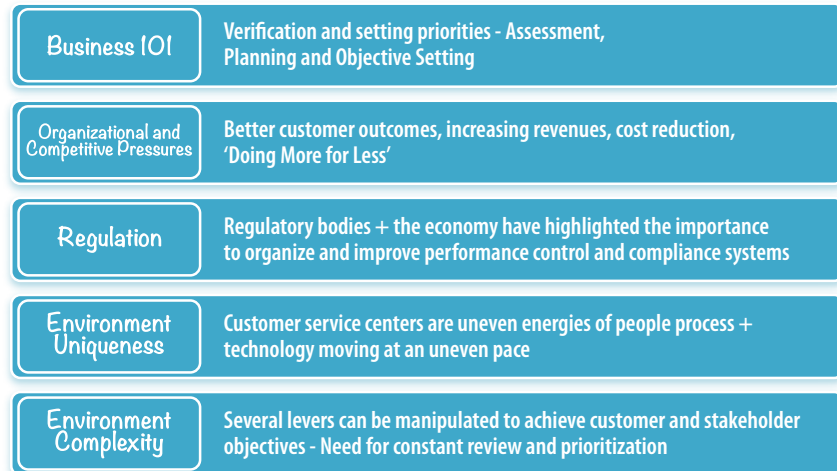 Business 101
Verification and setting priorities - Assessment,
Planning and Objective Setting
Organizational and
Competitive Pressures
Better customer outcomes, increasing revenues, cost reduction,
‘Doing More for Less’
Regulation
Regulatory bodies + the economy have highlighted the importance
to organize and improve performance control and compliance systems
Environment
Uniqueness
Customer service centers are uneven energies of people process +
technology moving at an uneven pace
Environment
Complexity
Several levers can be manipulated to achieve customer and stakeholder
objectives - Need for constant review and prioritization